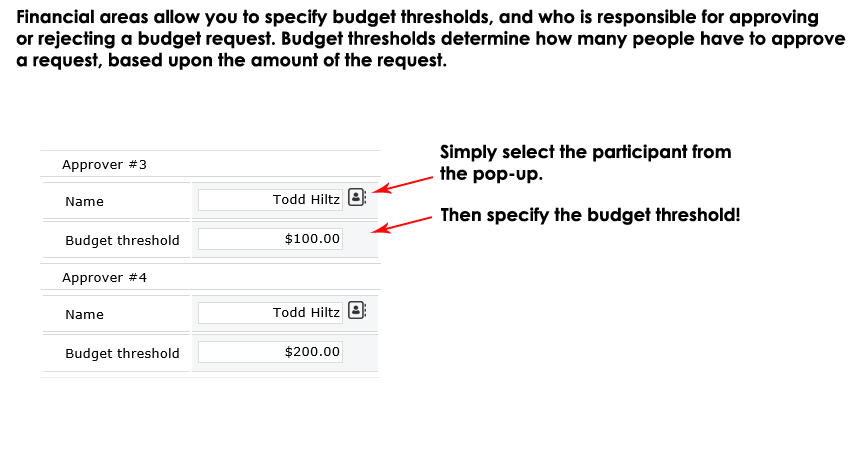 Financial areas allow you to specify budget thresholds, and who is responsible for approving
or rejecting a budget request. Budget thresholds determine how many people have to approve
a request, based upon the amount of the request.
Approver #3
Name Todd Hiltz
Budget threshold $100.00
Simply select the participant from
the pop-up.
Then specify the budget threshold!
Approver #4
Name Todd Hiltz
Budget threshold $200.00